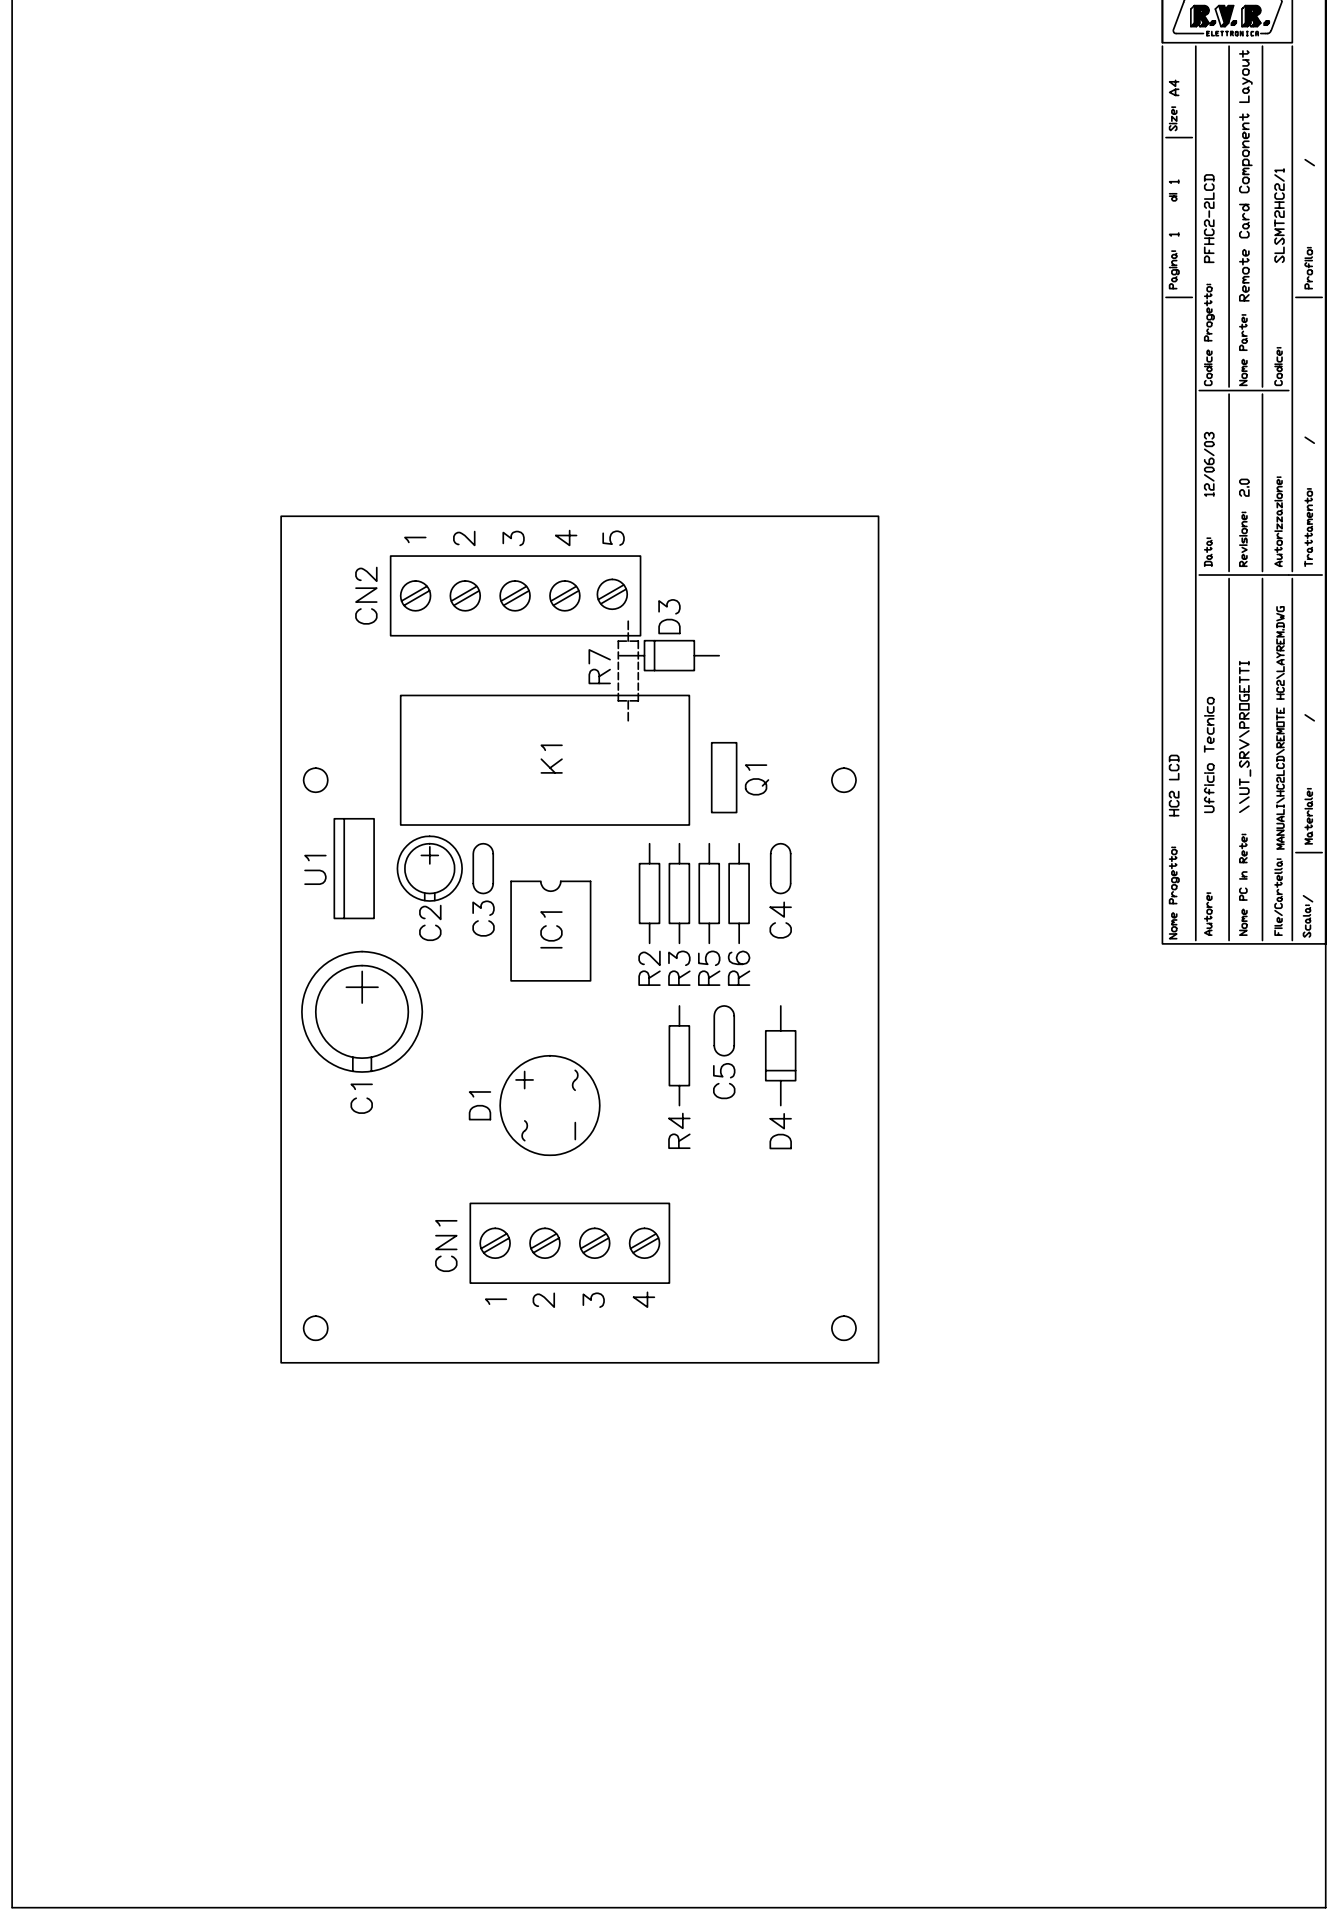 R.V.R.
ELETTRONICA
Nome Progetto: HC2 LCD
Pagina: 1 di 1
Size: A4
Autore: Ufficio Tecnico
Data: 12/06/03
Codice Progetto: PFHC2-2LCD
Nome PC in Rete: \\UT_SRV\PROGETTI
Revisione: 2.0
Nome Parte: Remote Card Component Layout
File/Cartella: MANUALI\HC2LCD\REMOTE HC2\LAYREM.DWG
Autorizzazione:
Codice: SLSMT2HC2/1
Scala: /
Materiale: /
Trattamento: /
Profilo: /
U1
C1
C2
C3
CN2
1
2
3
4
5
K1
R7
D3
IC1
D1
+
~
~
-
CN1
1
2
3
4
Q1
R2
R3
R5
R6
C4
R4
C5
D4
+
+